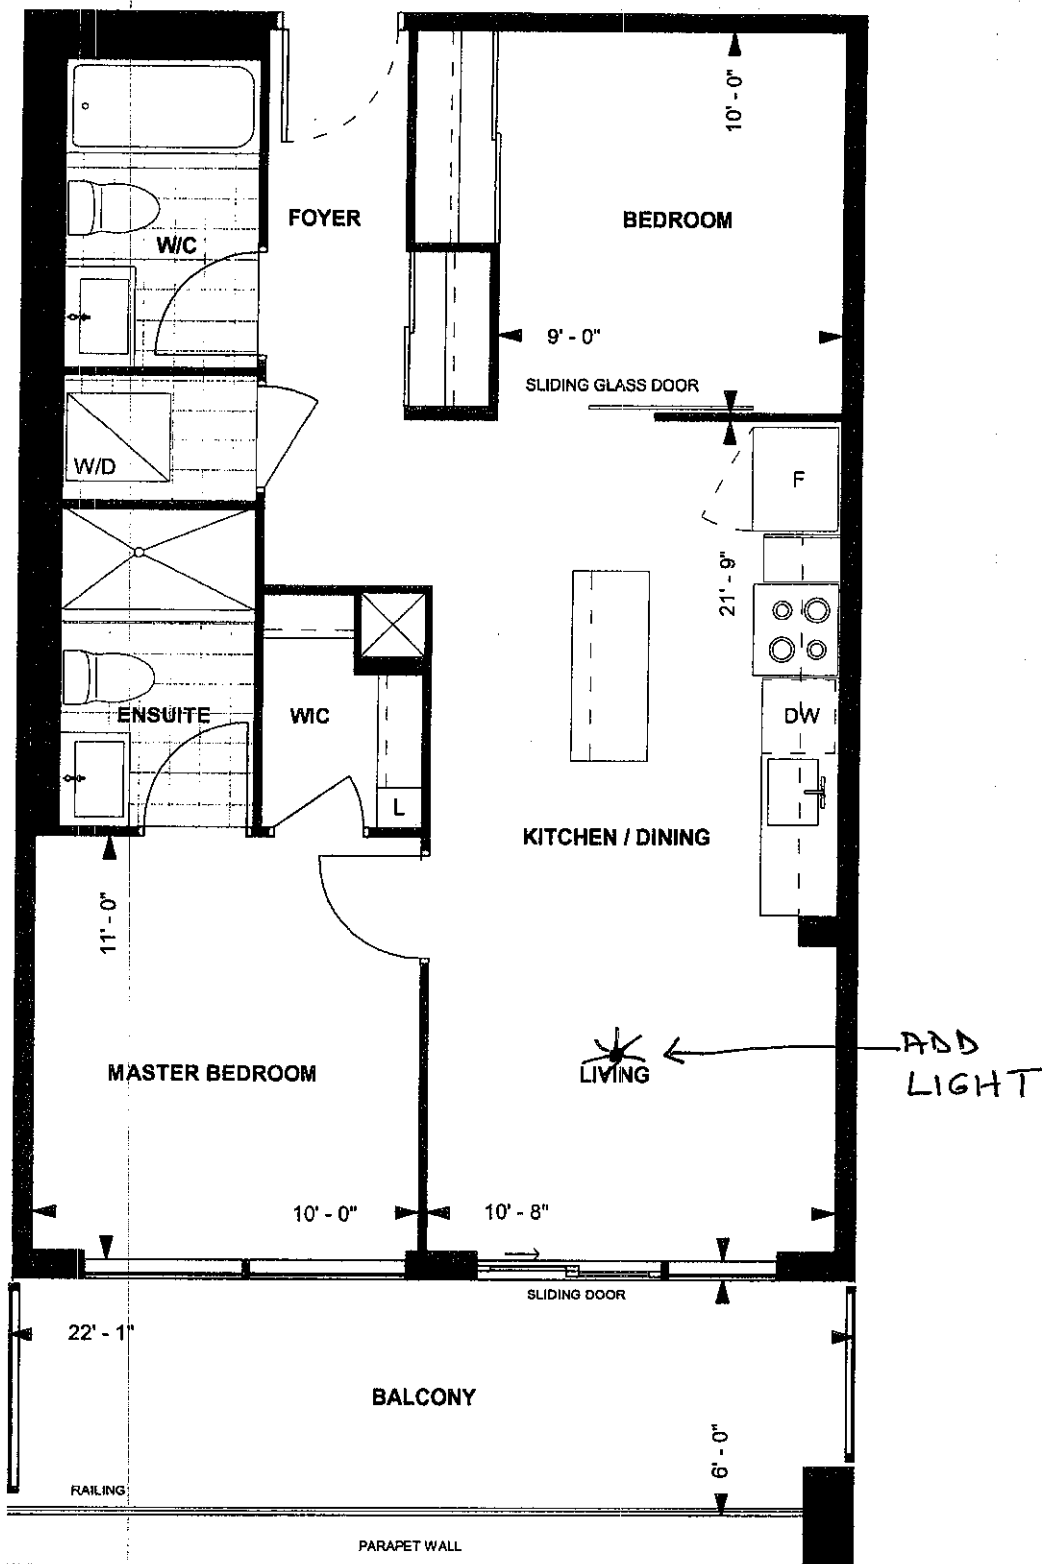 10' - 0"
FOYER
BEDROOM
W/C
9' - 0"
SLIDING GLASS DOOR
W/D
F
21' - 9"
ENSUITE
WIC
DW
L
KITCHEN / DINING
11' - 0"
MASTER BEDROOM
LIVING
ADD
LIGHT
10' - 0"
10' - 8"
SLIDING DOOR
22' - 1"
BALCONY
6' - 0"
RAILING
PARAPET WALL